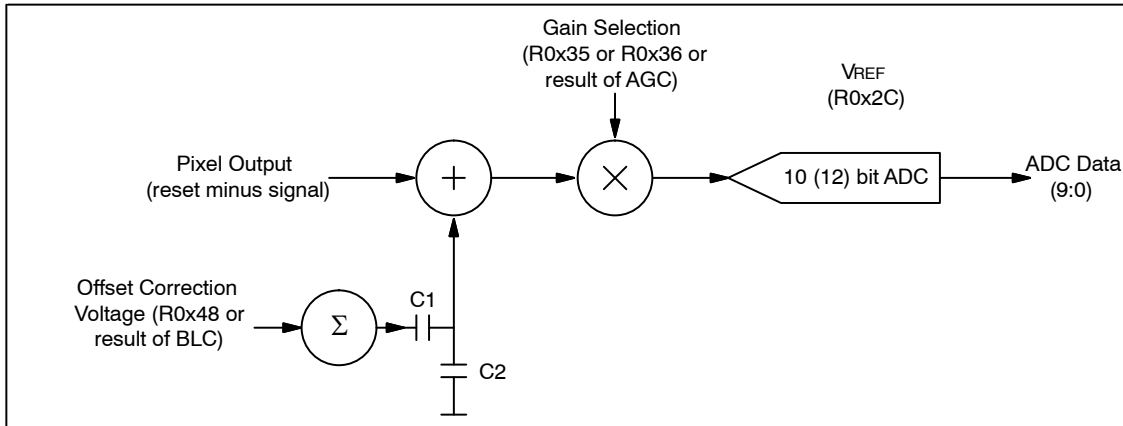 Gain Selection
(R0x35 or R0x36 or
result of AGC)
VREF
(R0x2C)
Pixel Output
(reset minus signal)
+
×
10 (12) bit ADC
ADC Data
(9:0)
Offset Correction
Voltage (R0x48 or
result of BLC)
Σ
C1
C2